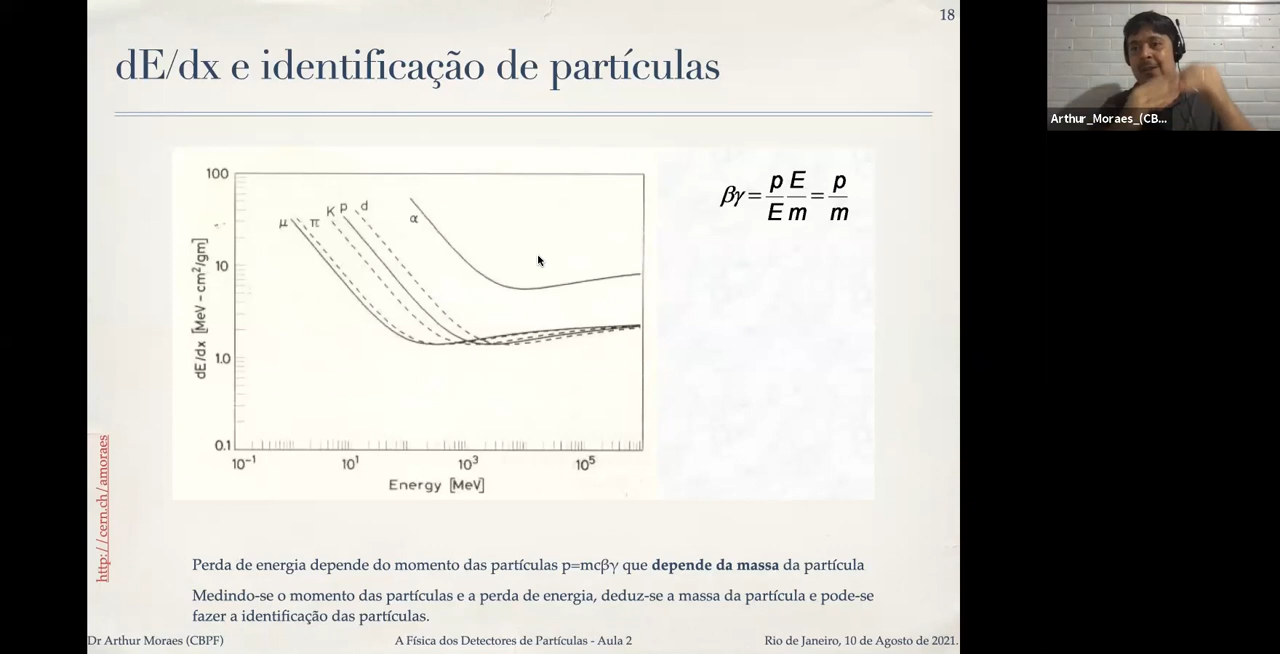 18
dE/dx e identificação de partículas
Arthur_Moraes_(CB...
100
10
1.0
0.1
dE/dx [MeV - cm²/gm]
μ
π
K
p
d
α
10⁻¹
10¹
10³
10⁵
Energy [MeV]
βγ = p/E E/m = p/m
http://cern.ch/amoraes
Perda de energia depende do momento das partículas p=mcβγ que depende da massa da partícula
Medindo-se o momento das partículas e a perda de energia, deduz-se a massa da partícula e pode-se
fazer a identificação das partículas.
Dr Arthur Moraes (CBPF)
A Física dos Detectores de Partículas - Aula 2
Rio de Janeiro, 10 de Agosto de 2021.